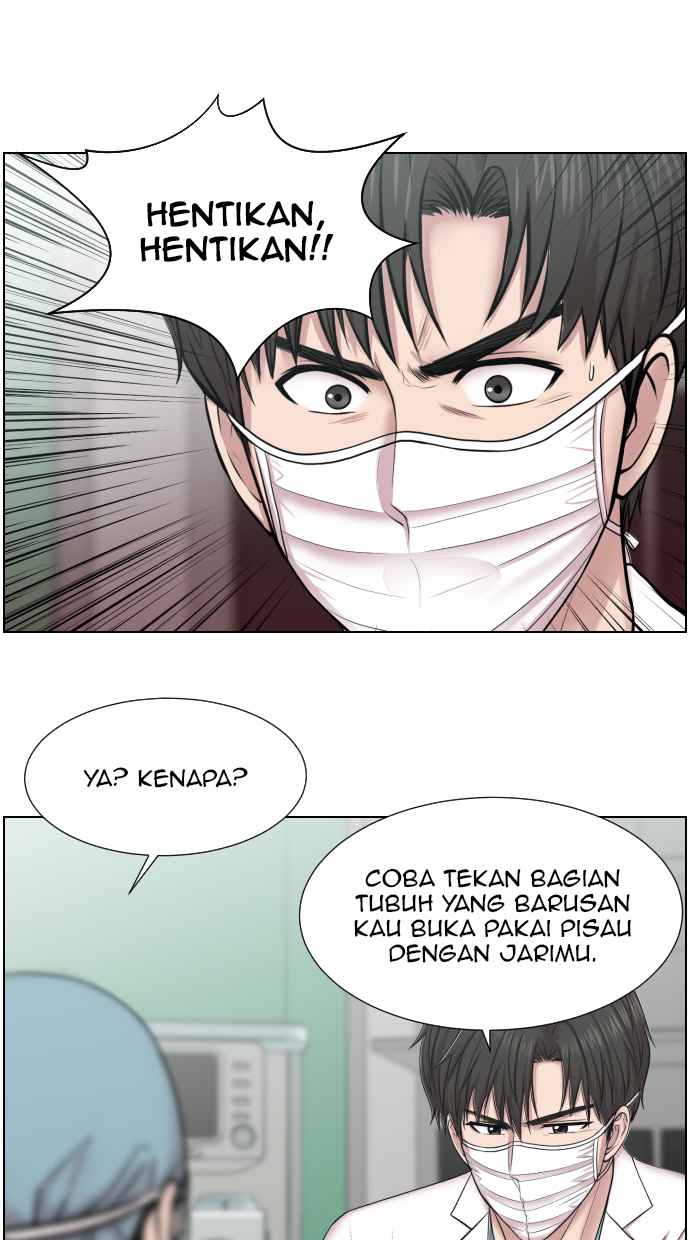 HENTIKAN,
HENTIKAN!!
YA? KENAPA?
COBA TEKAN BAGIAN
TUBUH YANG BARUSAN
KAU BUKA PAKAI PISAU
DENGAN JARIMU.